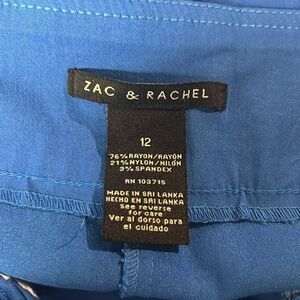 ZAC & RACHEL
12
76% RAYON/RAYÓN
21% NYLON/NILON
3% SPANDEX
RN 103715
MADE IN SRI LANKA
HECHO EN SRI LANKA
See reverse
for care
Ver al dorso para
el cuidado